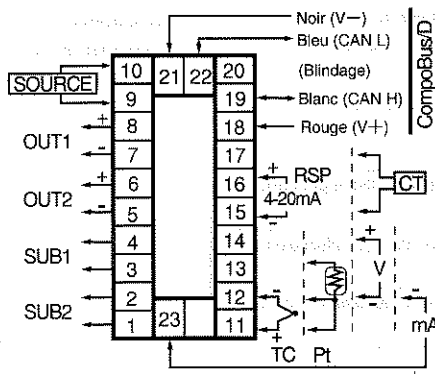 Noir (V−)
Bleu (CAN L)
(Blindage)
Blanc (CAN H)
Rouge (V+)
CompoBus/D
SOURCE
10 21 22 20
9 19
+ 8 18
OUT1
- 7 17
+ 6 16 + RSP
OUT2 4-20mA
- 5 15 -
CT
SUB1 4 14
3 13
+ V -
SUB2 2 12 -
1 23 11 +
TC Pt
- mA